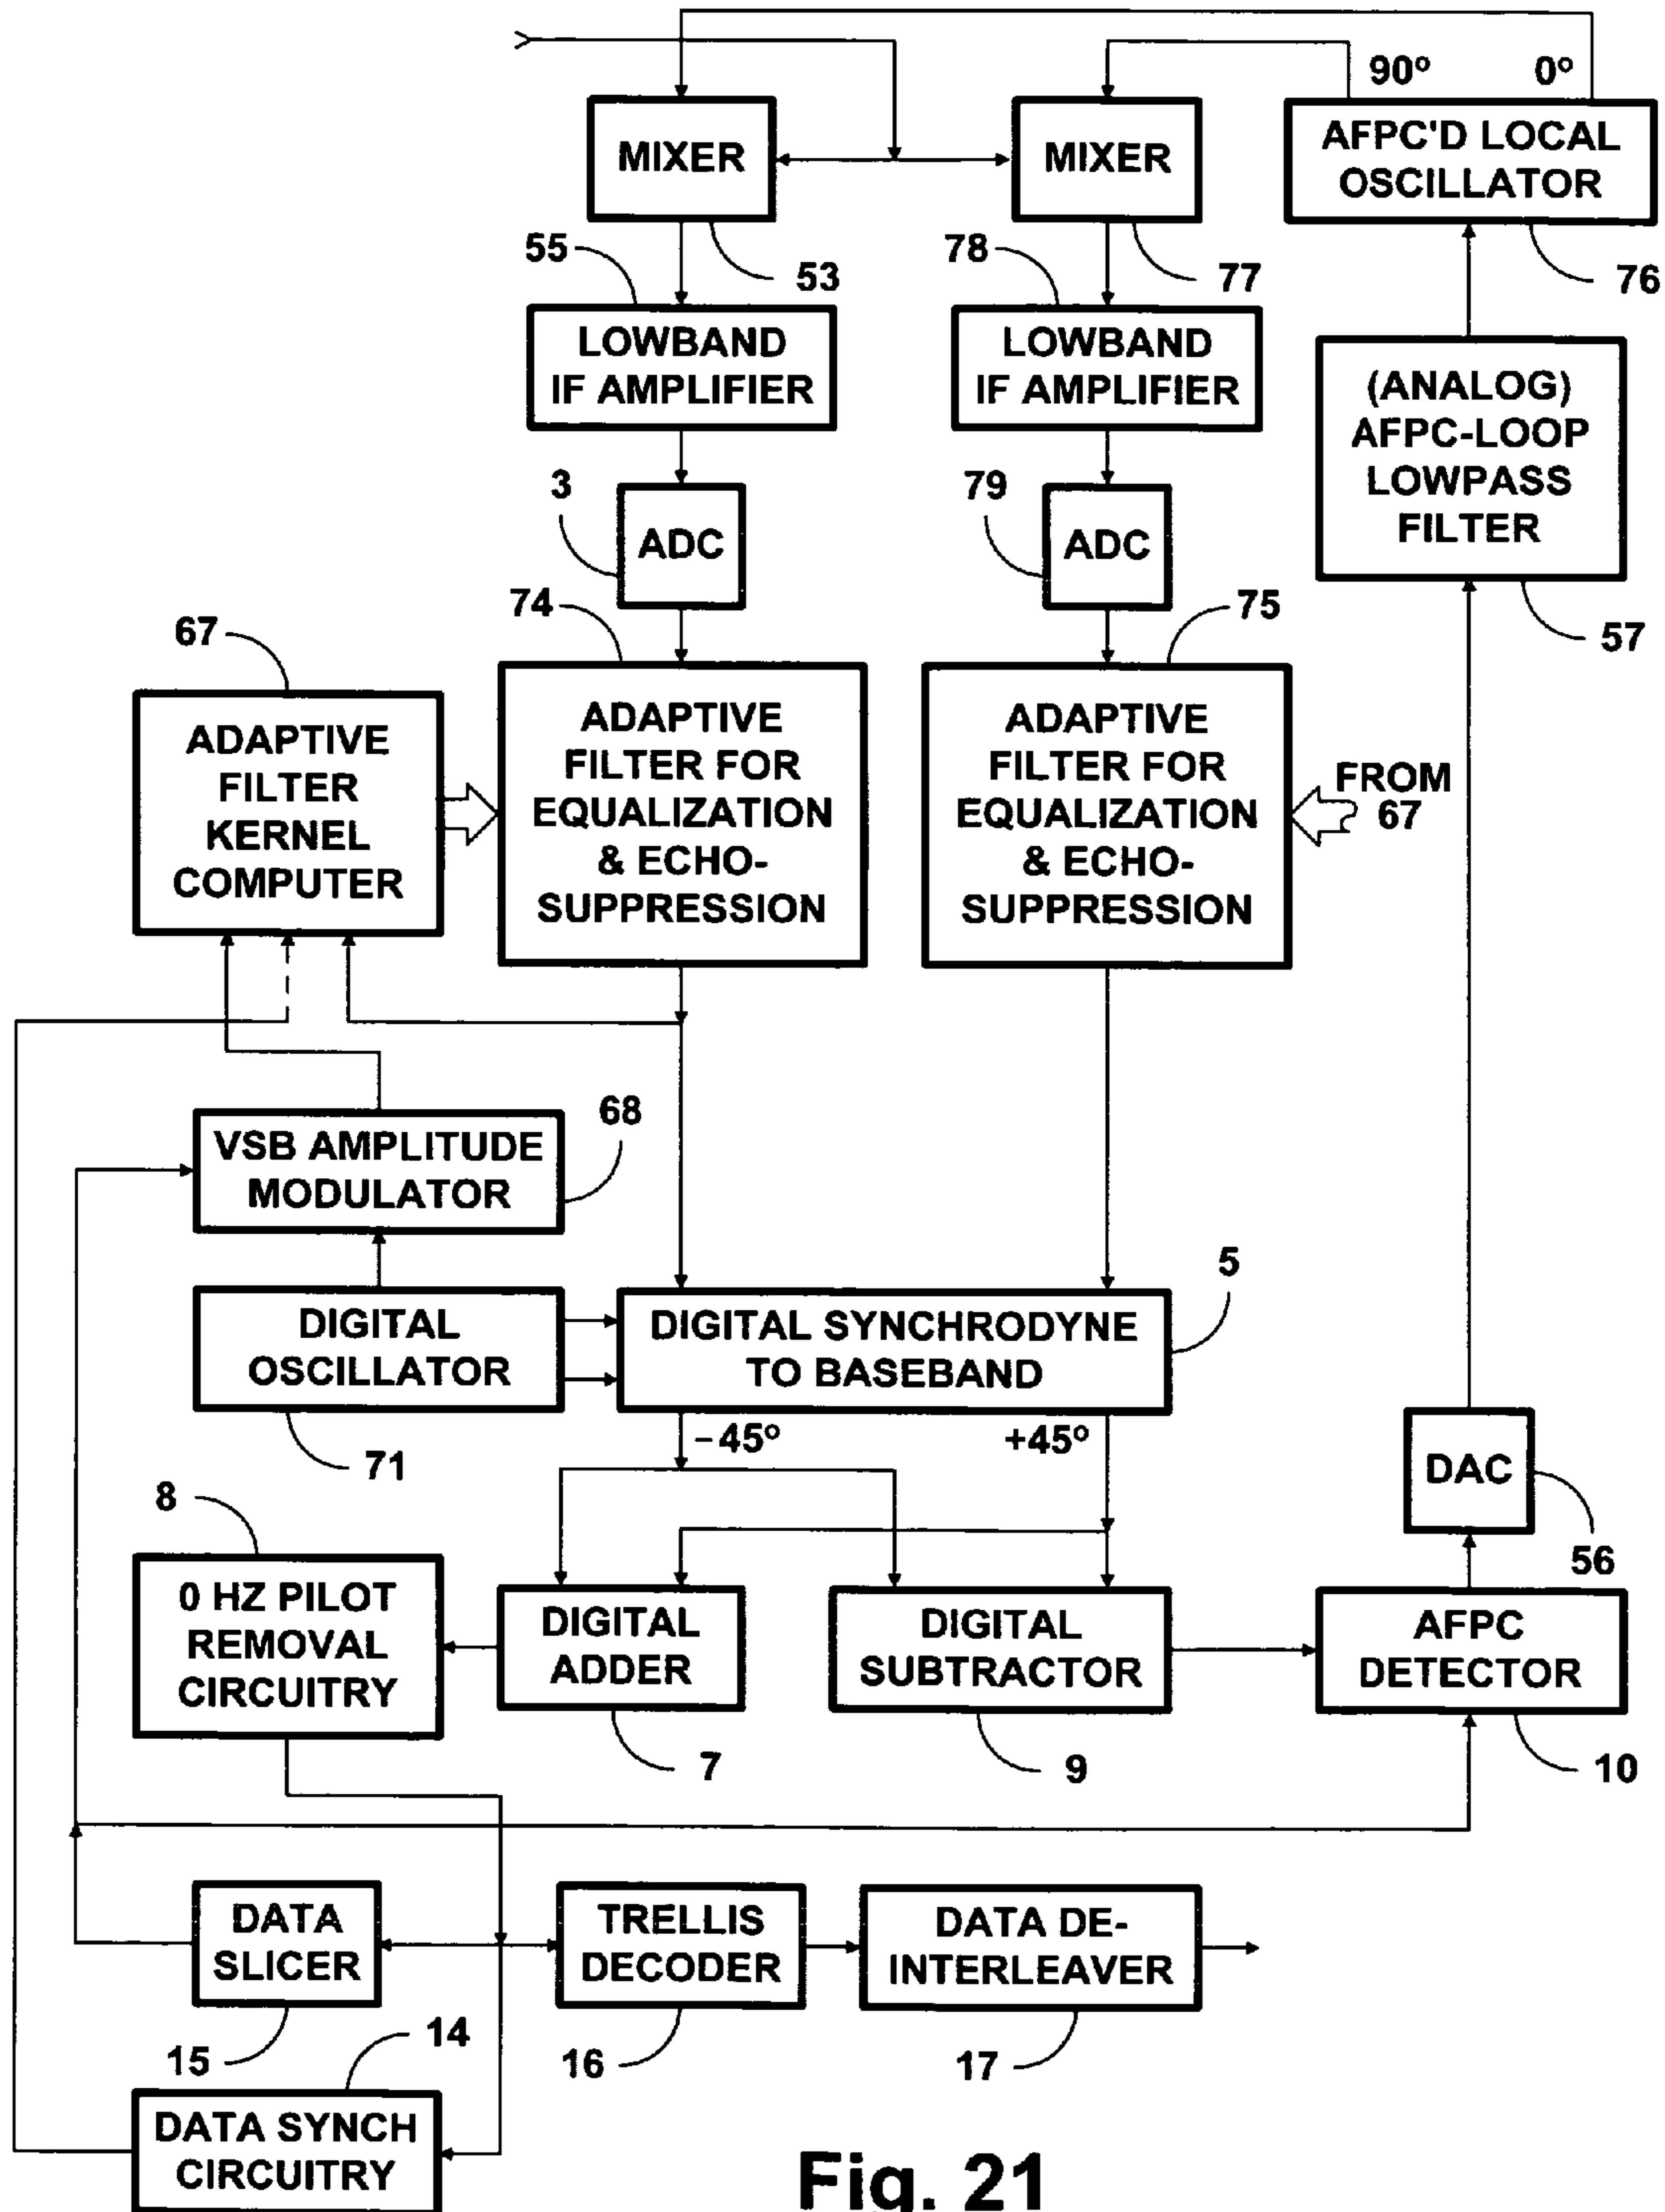 90° 0°
MIXER
MIXER
AFPC'D LOCAL
OSCILLATOR
55
53
78
77
76
LOWBAND
IF AMPLIFIER
LOWBAND
IF AMPLIFIER
(ANALOG)
AFPC-LOOP
LOWPASS
FILTER
57
3
ADC
79
ADC
67
74
75
ADAPTIVE
FILTER
KERNEL
COMPUTER
ADAPTIVE
FILTER FOR
EQUALIZATION
& ECHO-
SUPPRESSION
ADAPTIVE
FILTER FOR
EQUALIZATION
& ECHO-
SUPPRESSION
FROM
67
68
VSB AMPLITUDE
MODULATOR
5
DIGITAL
OSCILLATOR
71
DIGITAL SYNCHRODYNE
TO BASEBAND
–45° +45°
DAC
56
8
0 HZ PILOT
REMOVAL
CIRCUITRY
DIGITAL
ADDER
7
DIGITAL
SUBTRACTOR
9
AFPC
DETECTOR
10
DATA
SLICER
15
TRELLIS
DECODER
16
DATA DE-
INTERLEAVER
17
14
DATA SYNCH
CIRCUITRY
Fig. 21